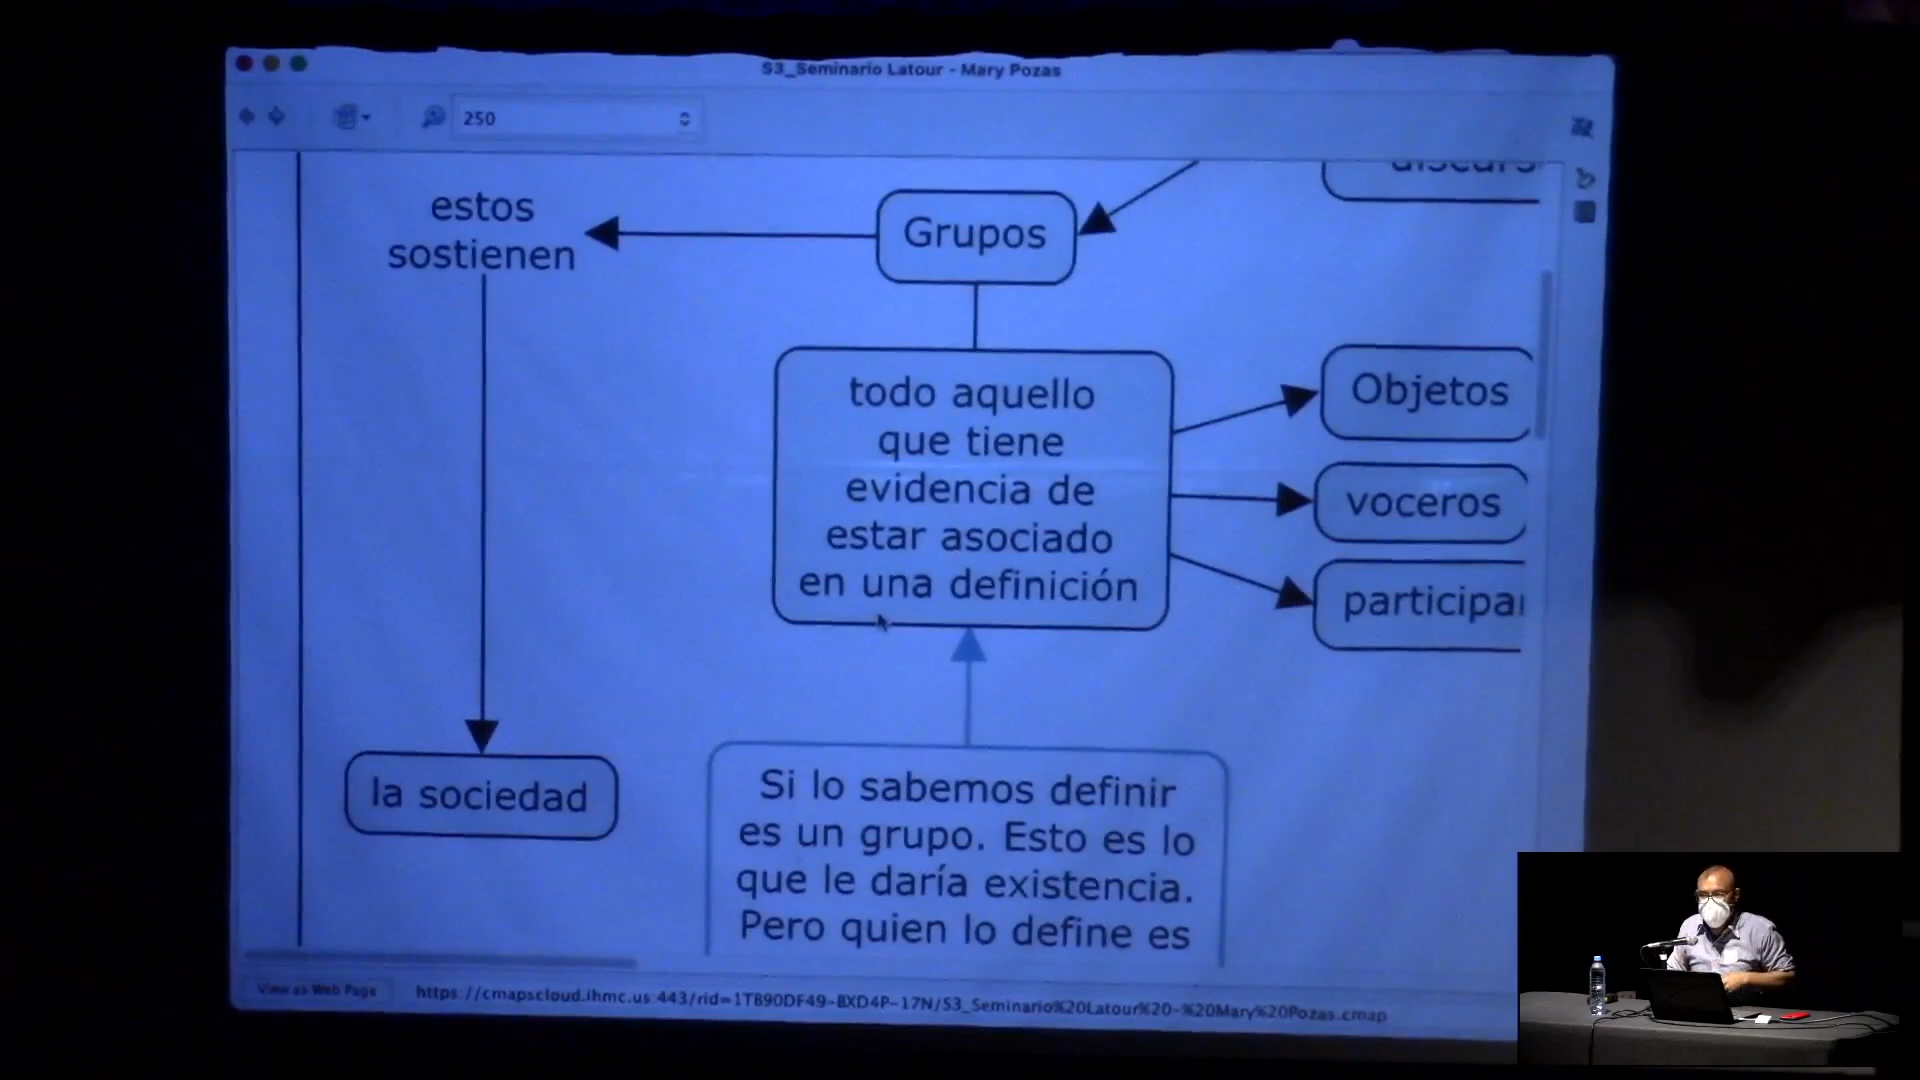 S3_Seminario Latour - Mary Pozas
250
estos
sostienen
Grupos
todo aquello
que tiene
evidencia de
estar asociado
en una definición
Objetos
voceros
la sociedad
Si lo sabemos definir
es un grupo. Esto es lo
que le daría existencia.
Pero quien lo define es
View as Web Page
https://cmapscloud.ihmc.us:443/rid=1TB90DF49-BXD4P-17N/S3_Seminario%20Latour%20-%20Mary%20Pozas.cmap